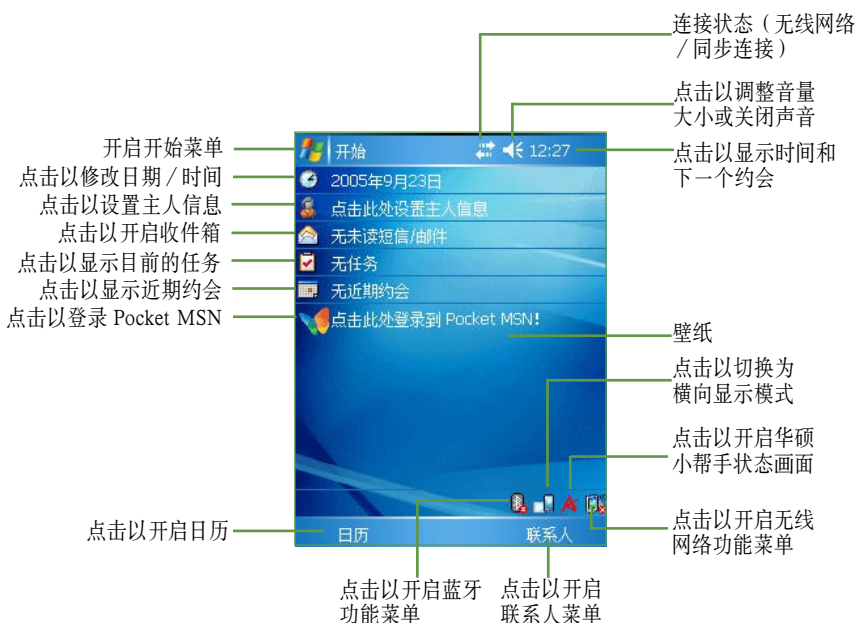 连接状态（无线网络
／同步连接）
点击以调整音量
大小或关闭声音
点击以显示时间和
下一个约会
开启开始菜单
点击以修改日期／时间
点击以设置主人信息
点击以开启收件箱
点击以显示目前的任务
点击以显示近期约会
点击以登录 Pocket MSN
开始
12:27
2005年9月23日
点击此处设置主人信息
无未读短信/邮件
无任务
无近期约会
点击此处登录到 Pocket MSN!
壁纸
点击以切换为
横向显示模式
点击以开启华硕
小帮手状态画面
点击以开启无线
网络功能菜单
点击以开启日历
日历
联系人
点击以开启蓝牙
功能菜单
点击以开启
联系人菜单